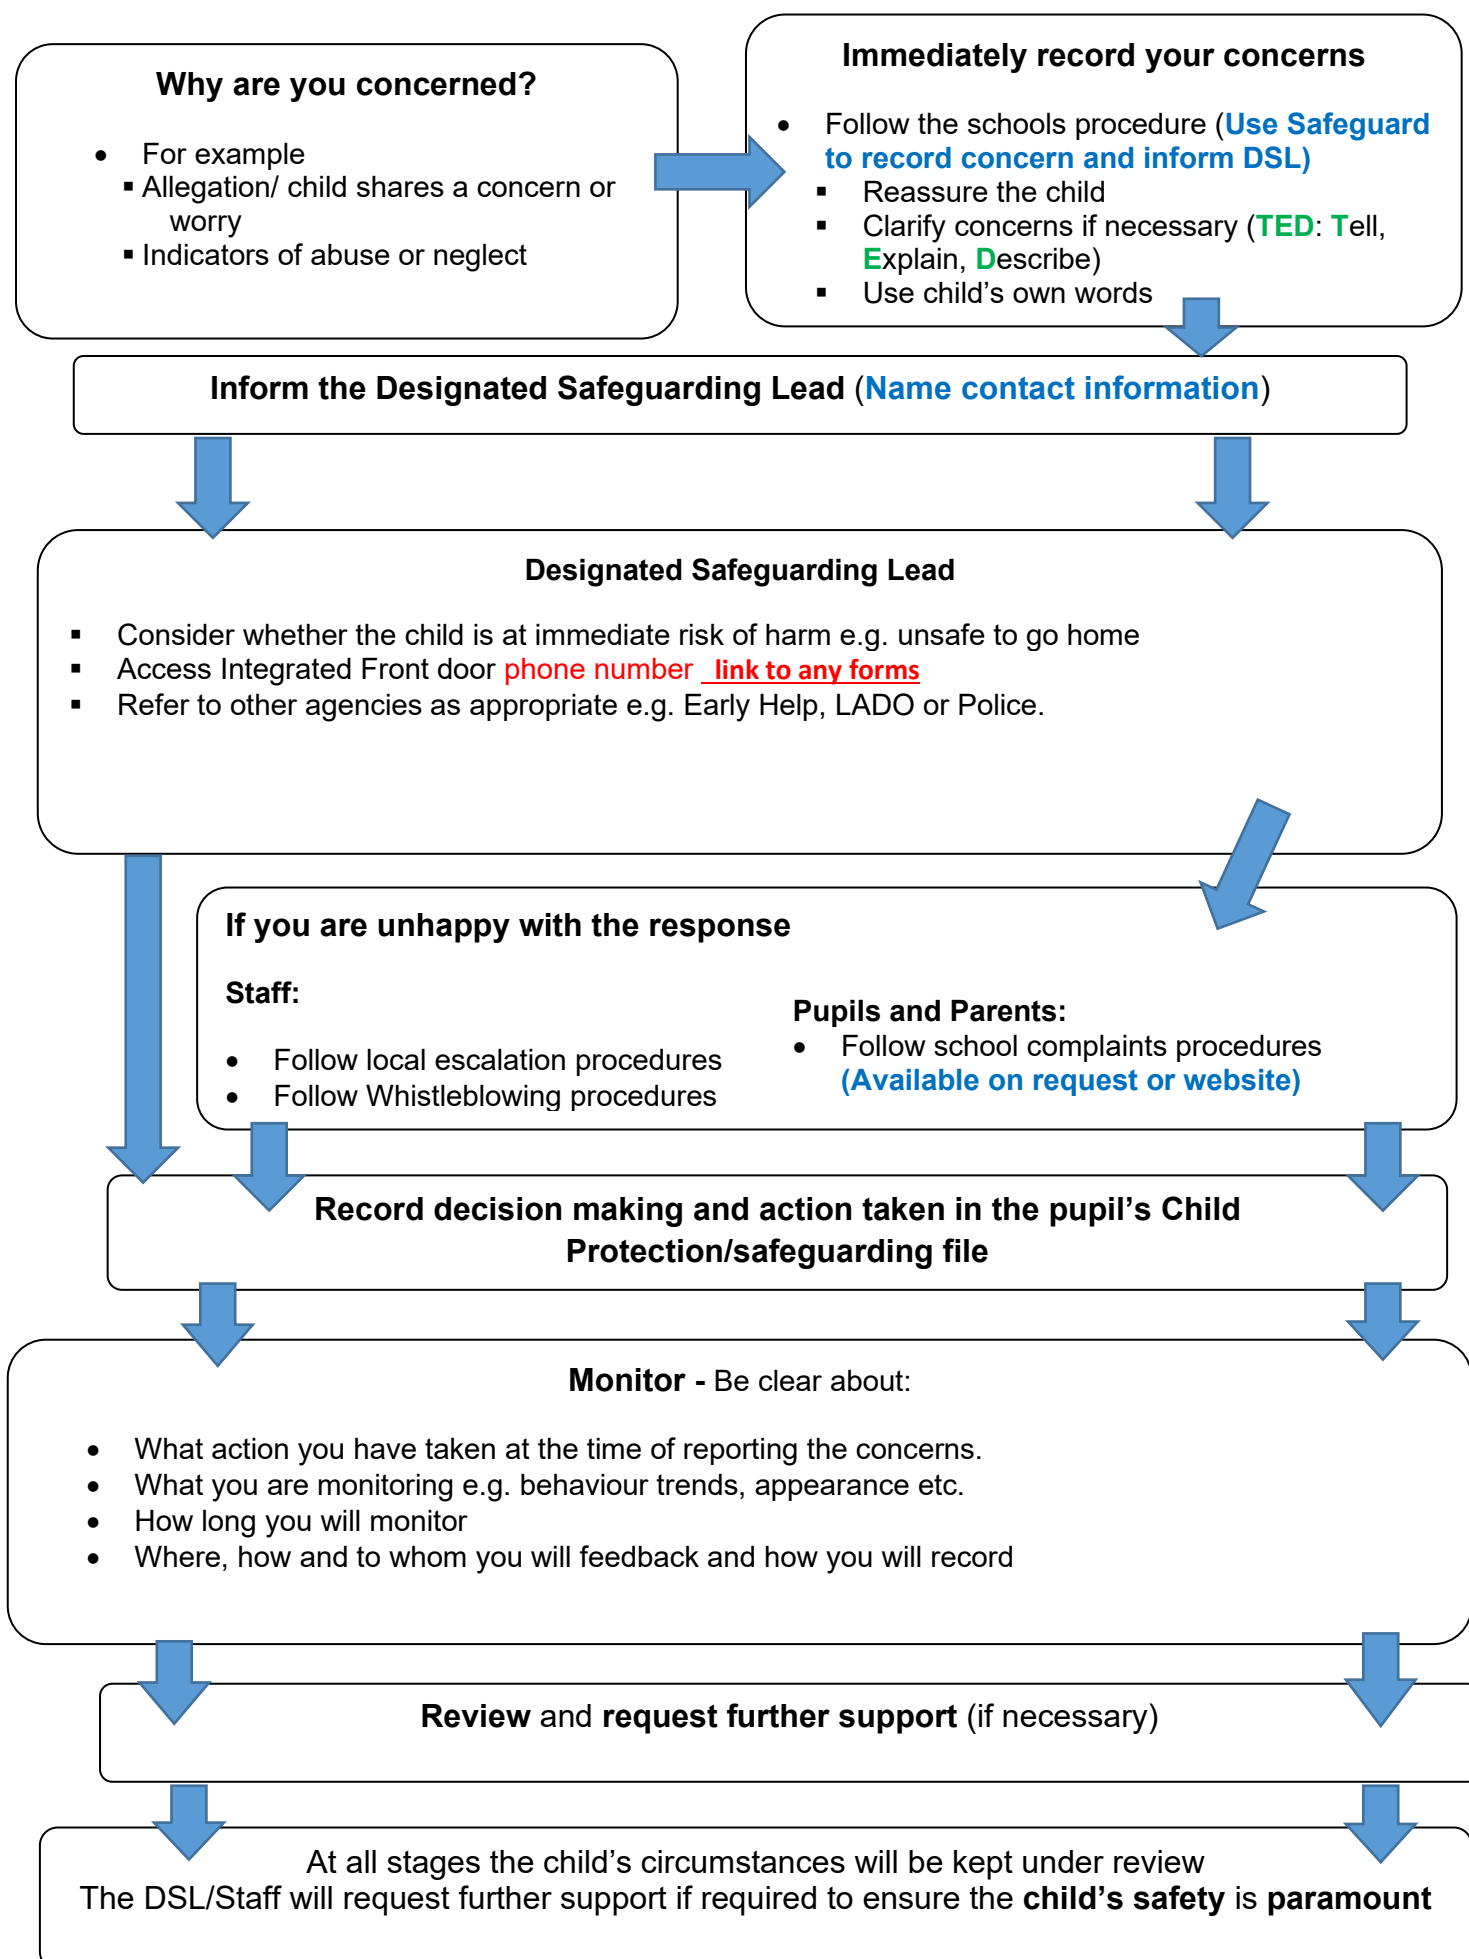 Why are you concerned?
• For example
▪ Allegation/ child shares a concern or
worry
▪ Indicators of abuse or neglect
Immediately record your concerns
• Follow the schools procedure (Use Safeguard
to record concern and inform DSL)
▪ Reassure the child
▪ Clarify concerns if necessary (TED: Tell,
Explain, Describe)
▪ Use child’s own words
Inform the Designated Safeguarding Lead (Name contact information)
Designated Safeguarding Lead
▪ Consider whether the child is at immediate risk of harm e.g. unsafe to go home
▪ Access Integrated Front door phone number link to any forms
▪ Refer to other agencies as appropriate e.g. Early Help, LADO or Police.
If you are unhappy with the response
Staff:
• Follow local escalation procedures
• Follow Whistleblowing procedures
Pupils and Parents:
• Follow school complaints procedures
(Available on request or website)
Record decision making and action taken in the pupil’s Child
Protection/safeguarding file
Monitor - Be clear about:
• What action you have taken at the time of reporting the concerns.
• What you are monitoring e.g. behaviour trends, appearance etc.
• How long you will monitor
• Where, how and to whom you will feedback and how you will record
Review and request further support (if necessary)
At all stages the child’s circumstances will be kept under review
The DSL/Staff will request further support if required to ensure the child’s safety is paramount